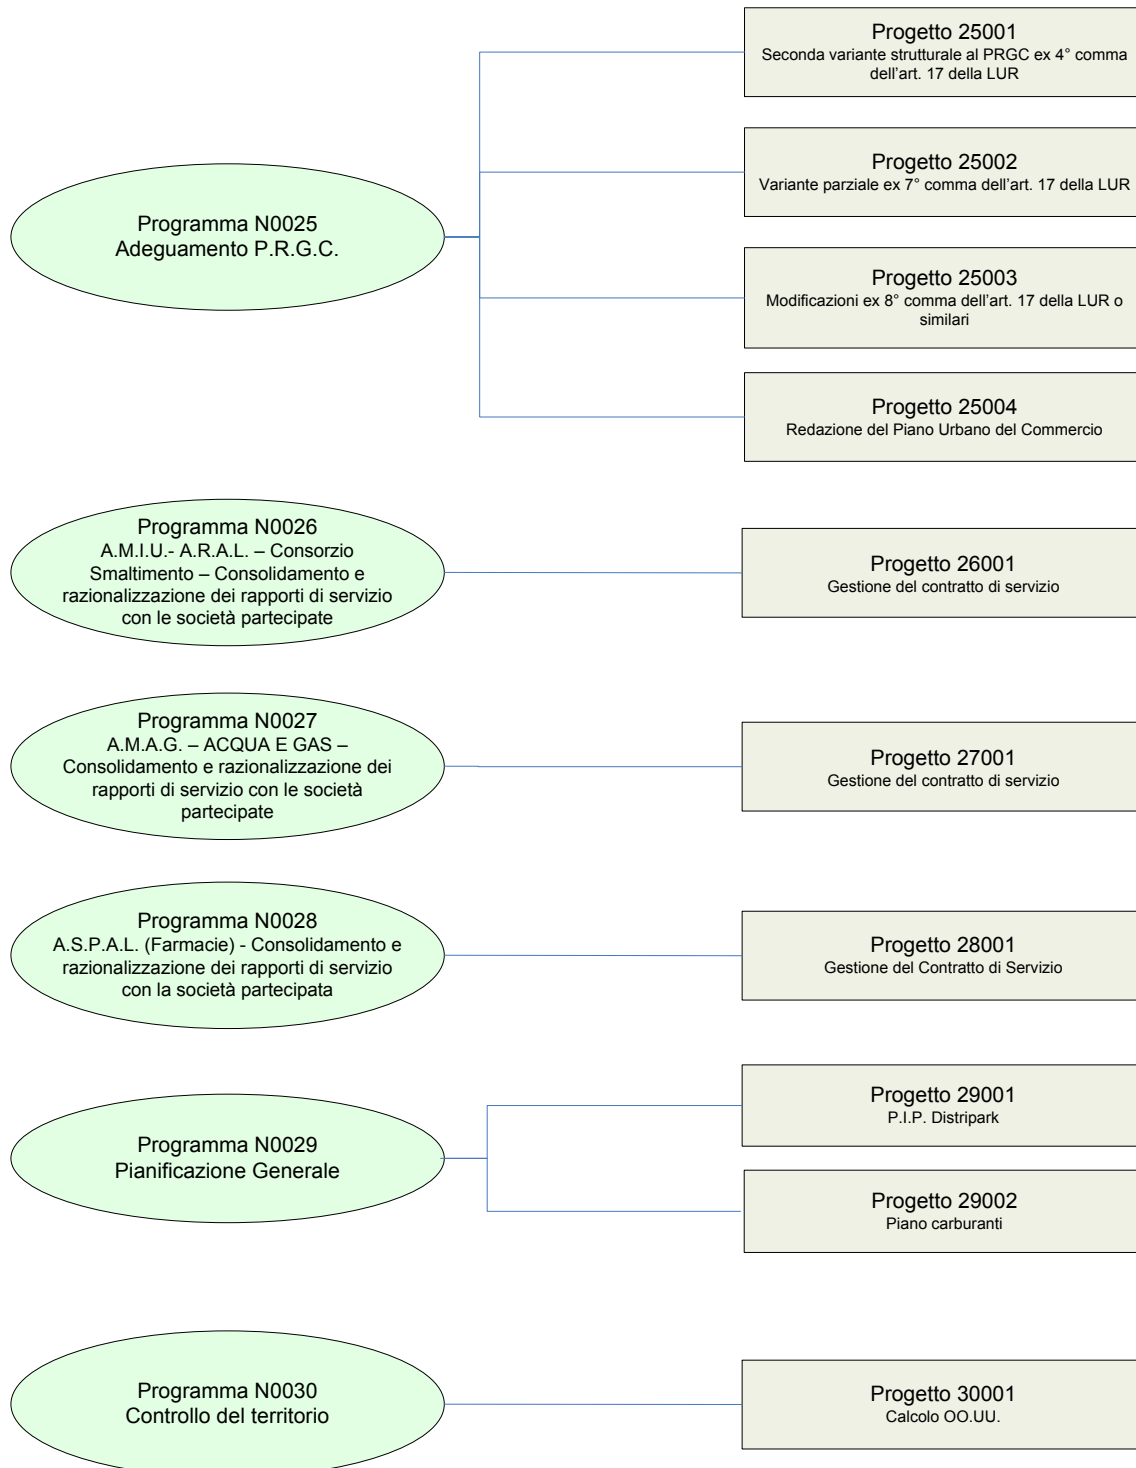 Programma N0025
Adeguamento P.R.G.C.
Progetto 25001
Seconda variante strutturale al PRGC ex 4° comma
dell'art. 17 della LUR
Progetto 25002
Variante parziale ex 7° comma dell'art. 17 della LUR
Progetto 25003
Modificazioni ex 8° comma dell'art. 17 della LUR o
similari
Progetto 25004
Redazione del Piano Urbano del Commercio
Programma N0026
A.M.I.U.- A.R.A.L. – Consorzio
Smaltimento – Consolidamento e
razionalizzazione dei rapporti di servizio
con le società partecipate
Progetto 26001
Gestione del contratto di servizio
Programma N0027
A.M.A.G. – ACQUA E GAS –
Consolidamento e razionalizzazione dei
rapporti di servizio con le società
partecipate
Progetto 27001
Gestione del contratto di servizio
Programma N0028
A.S.P.A.L. (Farmacie) - Consolidamento e
razionalizzazione dei rapporti di servizio
con la società partecipata
Progetto 28001
Gestione del Contratto di Servizio
Programma N0029
Pianificazione Generale
Progetto 29001
P.I.P. Distripark
Progetto 29002
Piano carburanti
Programma N0030
Controllo del territorio
Progetto 30001
Calcolo OO.UU.